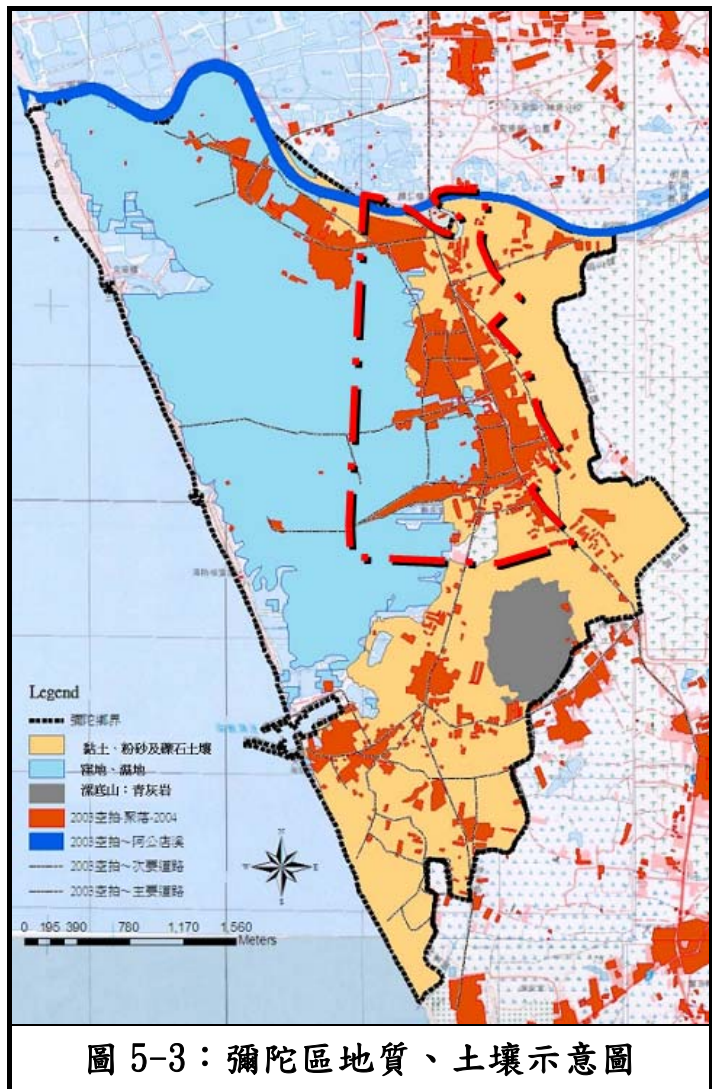 Legend
彌陀鄉界
黏土、粉砂及礫石土壤
窪地、濕地
漯底山：青灰岩
2003空拍-聚落-2004
2003空拍~阿公店溪
2003空拍~次要道路
2003空拍~主要道路
0 195 390 780 1,170 1,560
Meters
圖 5-3：彌陀區地質、土壤示意圖